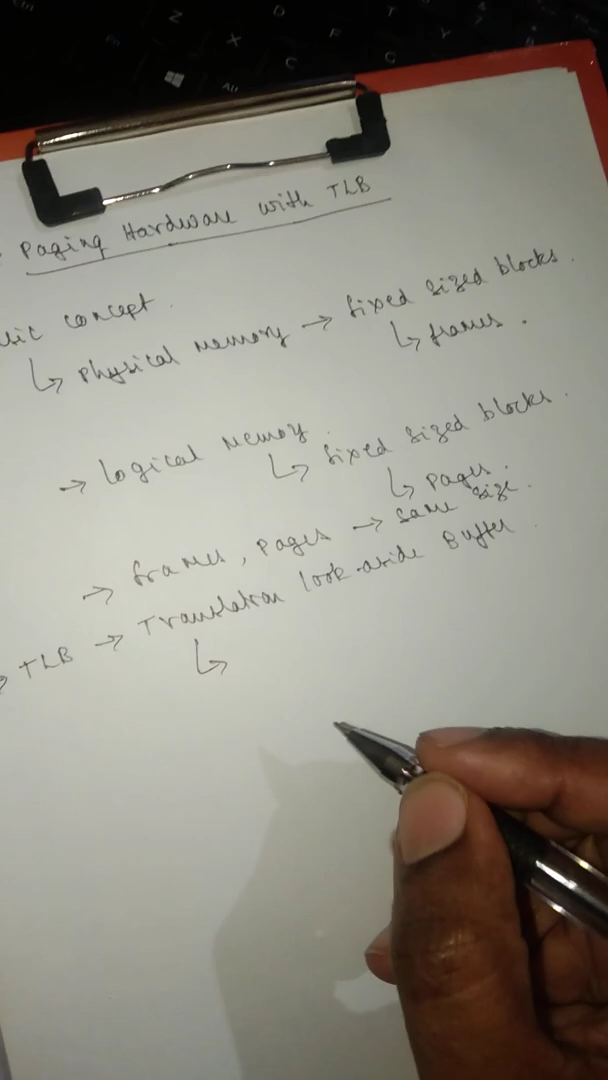 Paging Hardware with TLB
concept.
↳ physical memory → fixed sized blocks.
↳ frames.
→ logical memory.
↳ fixed sized blocks.
↳ pages.
→ frames, pages → same size.
→ TLB → Translation look-aside Buffer.
↳